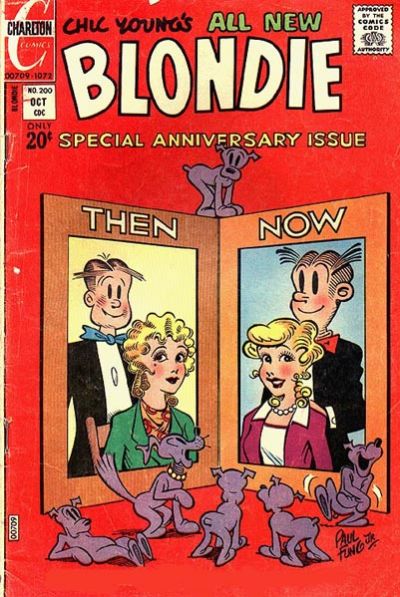 CHARLTON
C
COMICS
00709-1072
BLONDIE
NO. 200
OCT
CDC
ONLY
20¢
CHIC YOUNG'S ALL NEW
BLONDIE
APPROVED
BY THE
COMICS
CODE
AUTHORITY
SPECIAL ANNIVERSARY ISSUE
THEN
NOW
00709
PAUL
FUNG JR.